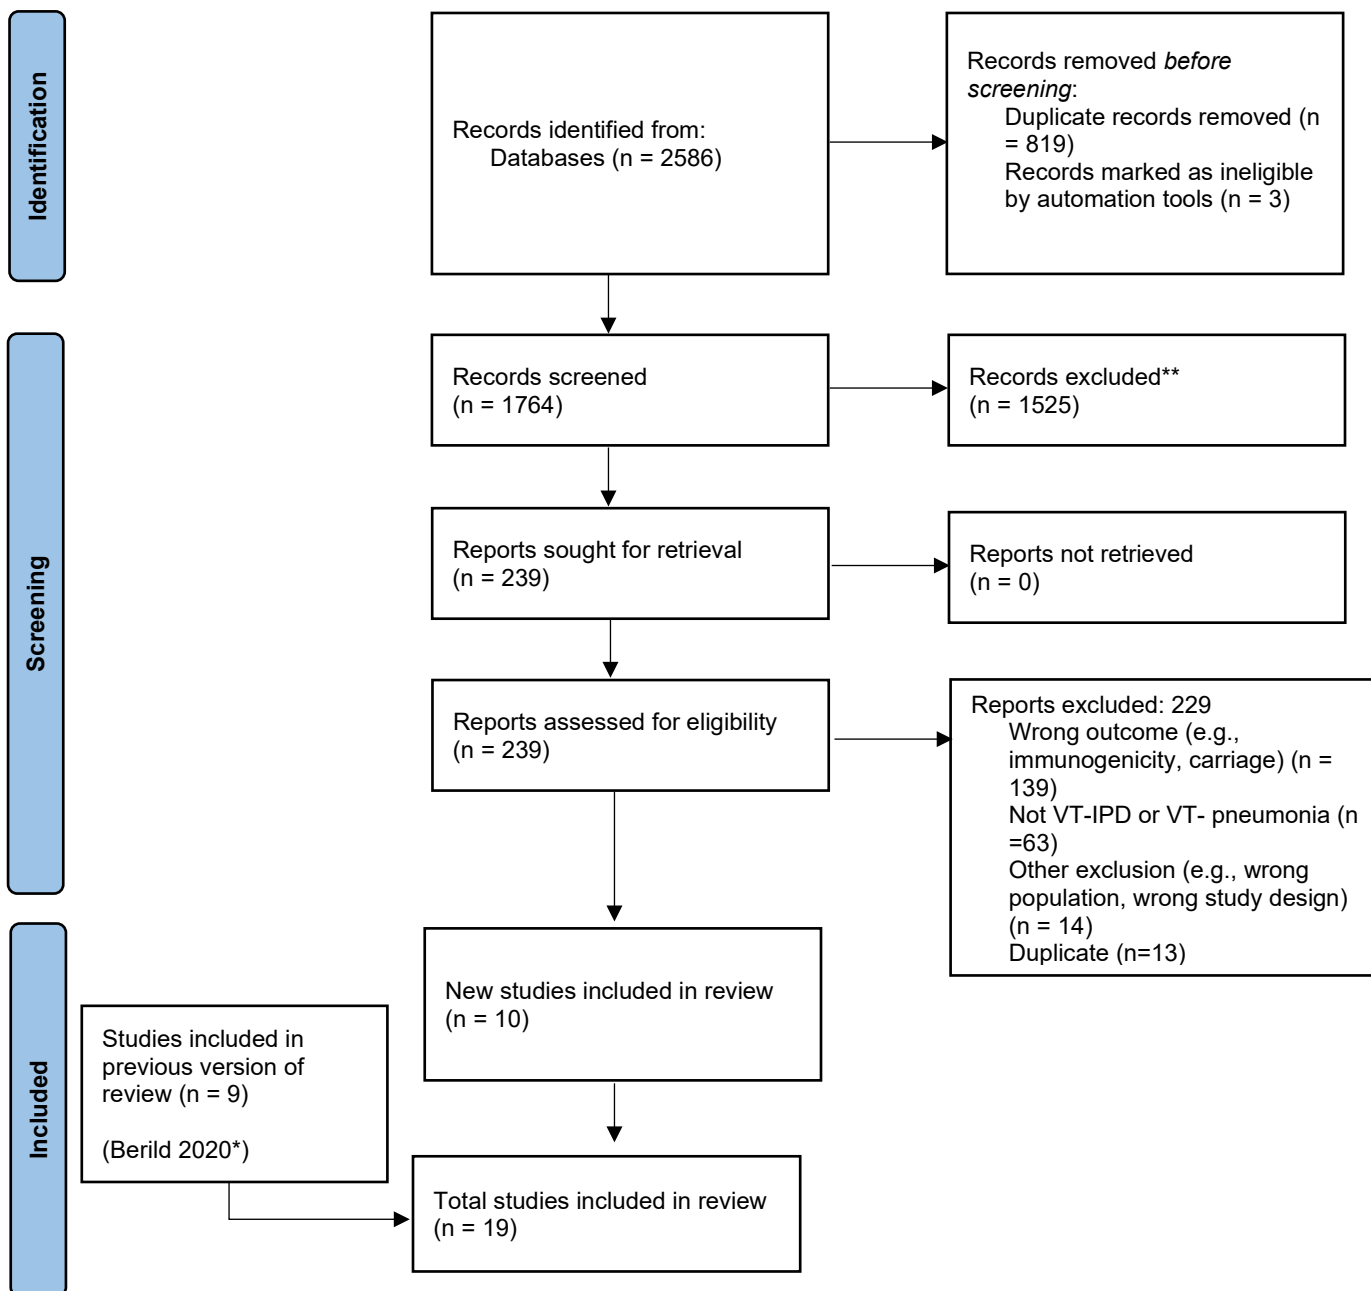 Identification
Records identified from:
Databases (n = 2586)
Records removed before
screening:
Duplicate records removed (n
= 819)
Records marked as ineligible
by automation tools (n = 3)
Screening
Records screened
(n = 1764)
Records excluded**
(n = 1525)
Reports sought for retrieval
(n = 239)
Reports not retrieved
(n = 0)
Reports assessed for eligibility
(n = 239)
Reports excluded: 229
Wrong outcome (e.g.,
immunogenicity, carriage) (n =
139)
Not VT-IPD or VT- pneumonia (n
=63)
Other exclusion (e.g., wrong
population, wrong study design)
(n = 14)
Duplicate (n=13)
Included
New studies included in review
(n = 10)
Studies included in
previous version of
review (n = 9)
(Berild 2020*)
Total studies included in review
(n = 19)